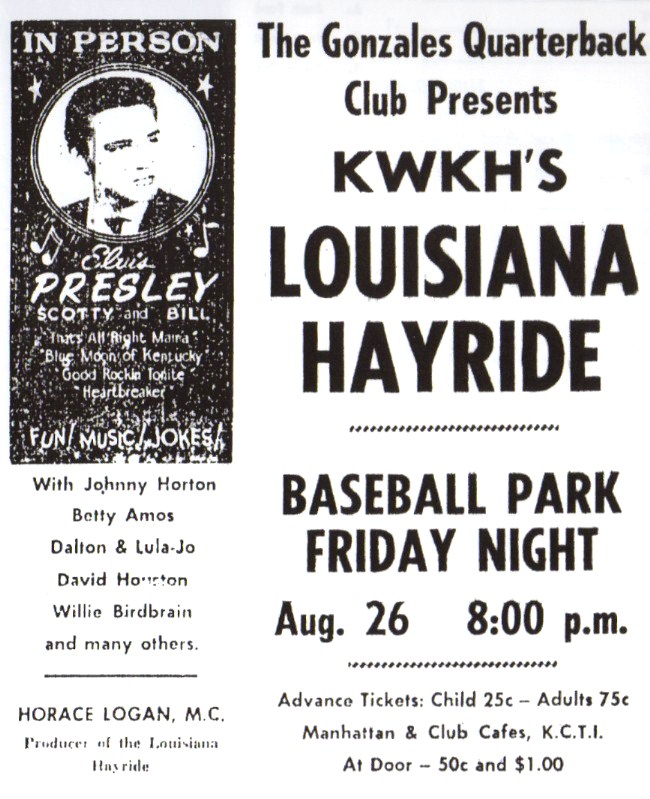 IN PERSON
Elvis
PRESLEY
SCOTTY and BILL
"That's All Right Mama"
"Blue Moon of Kentucky"
Good Rockin Tonite
Heartbreaker"
FUN! MUSIC! JOKES!
With Johnny Horton
Betty Amos
Dalton & Lula-Jo
David Houston
Willie Birdbrain
and many others.
HORACE LOGAN, M.C.
Producer of the Louisiana
Hayride
The Gonzales Quarterback
Club Presents
KWKH'S
LOUISIANA
HAYRIDE
BASEBALL PARK
FRIDAY NIGHT
Aug. 26 8:00 p.m.
Advance Tickets: Child 25c – Adults 75c
Manhattan & Club Cafes, K.C.T.I.
At Door – 50c and $1.00